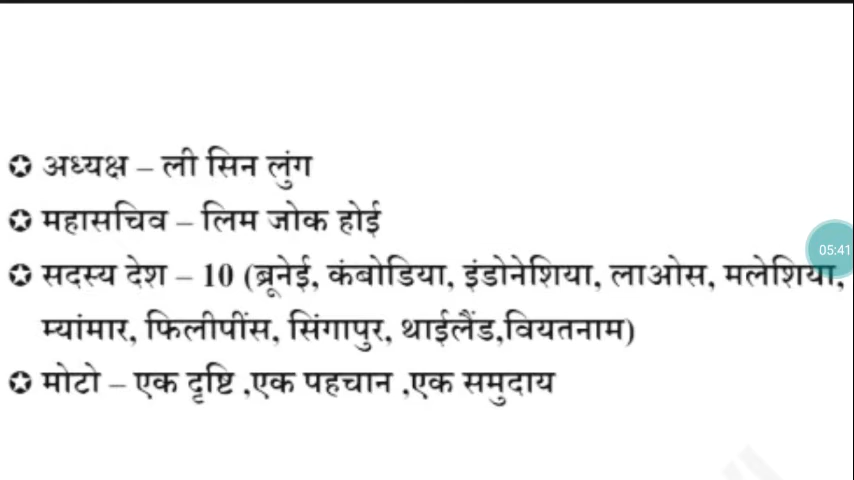 ✪ अध्यक्ष – ली सिन लुंग
✪ महासचिव – लिम जोक होई
05:41
✪ सदस्य देश – 10 (ब्रूनेई, कंबोडिया, इंडोनेशिया, लाओस, मलेशिया,
म्यांमार, फिलीपींस, सिंगापुर, थाईलैंड,वियतनाम)
✪ मोटो – एक दृष्टि ,एक पहचान ,एक समुदाय